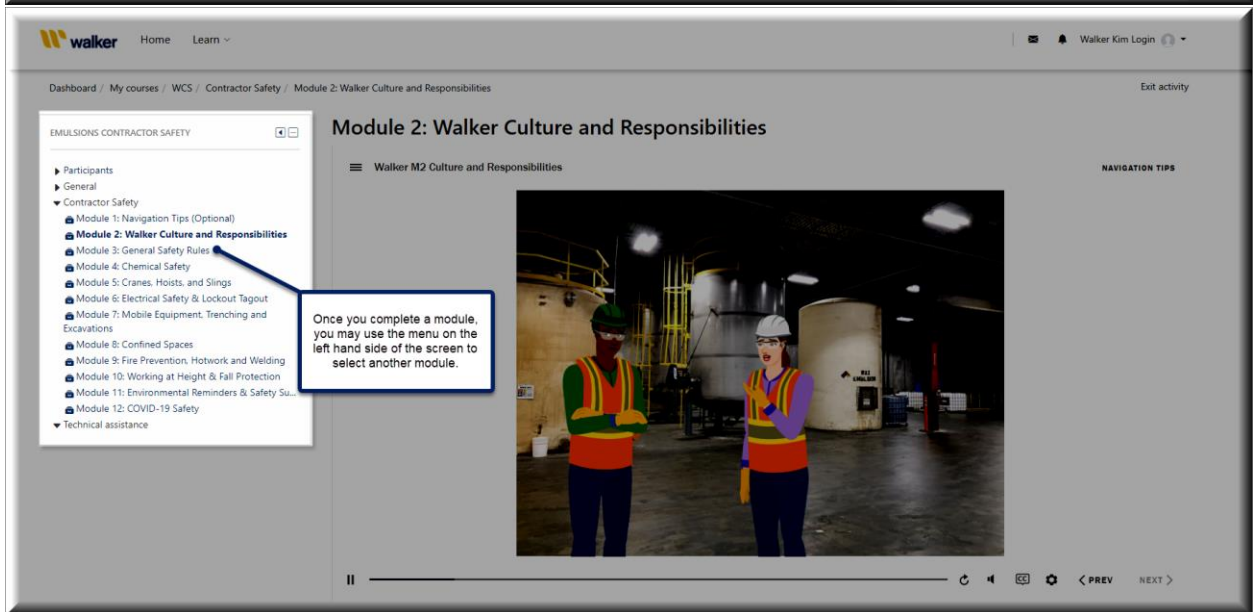 walker Home Learn Walker Kim Login
Dashboard / My courses / WCS / Contractor Safety / Module 2: Walker Culture and Responsibilities Exit activity
EMULSIONS CONTRACTOR SAFETY
Participants
General
Contractor Safety
Module 1: Navigation Tips (Optional)
Module 2: Walker Culture and Responsibilities
Module 3: General Safety Rules
Module 4: Chemical Safety
Module 5: Cranes, Hoists, and Slings
Module 6: Electrical Safety & Lockout Tagout
Module 7: Mobile Equipment, Trenching and
Excavations
Module 8: Confined Spaces
Module 9: Fire Prevention, Hotwork and Welding
Module 10: Working at Height & Fall Protection
Module 11: Environmental Reminders & Safety Su...
Module 12: COVID-19 Safety
Technical assistance
Once you complete a module,
you may use the menu on the
left hand side of the screen to
select another module.
Module 2: Walker Culture and Responsibilities
Walker M2 Culture and Responsibilities NAVIGATION TIPS
CC < PREV NEXT >